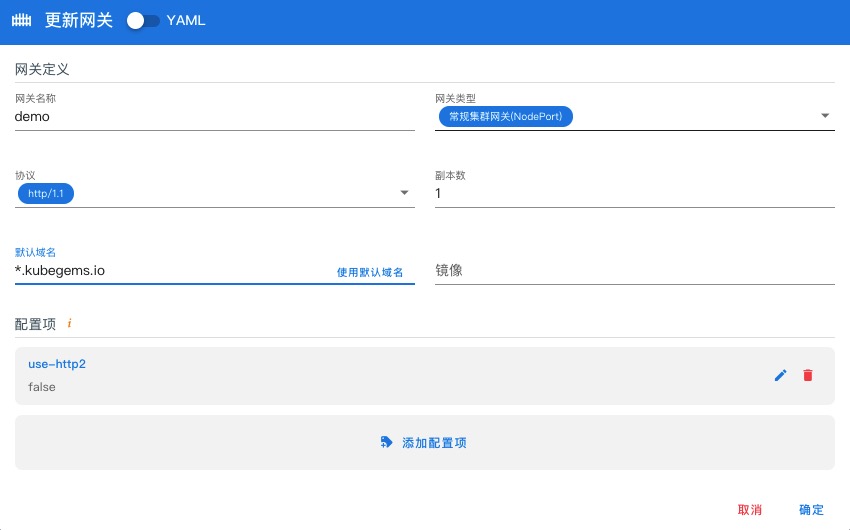 更新网关 YAML
网关定义
网关名称 网关类型
demo 常规集群网关(NodePort)
协议 副本数
http/1.1 1
默认域名
*.kubegems.io 使用默认域名 镜像
配置项 i
use-http2
false
添加配置项
取消 确定